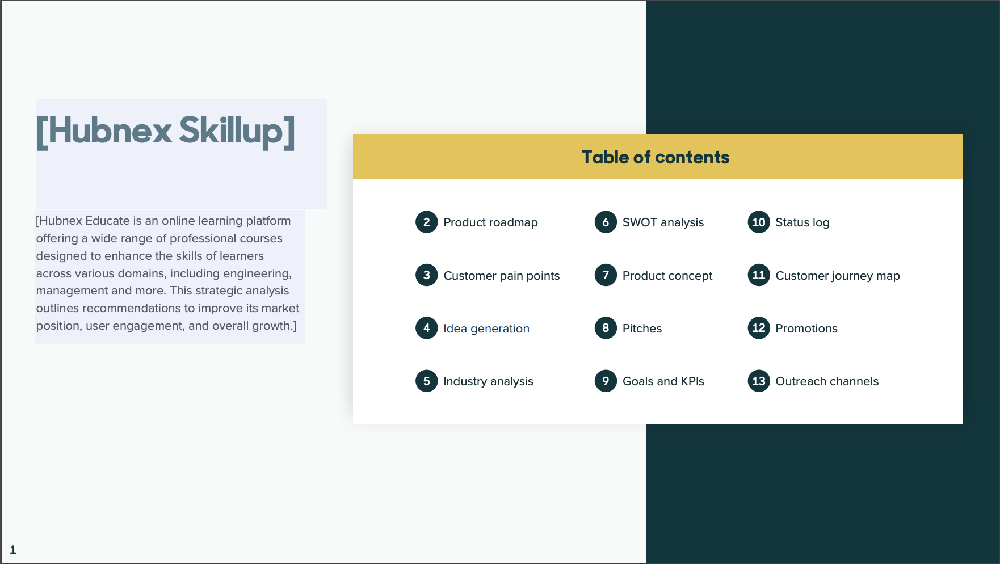 [Hubnex Skillup]
[Hubnex Educate is an online learning platform
offering a wide range of professional courses
designed to enhance the skills of learners
across various domains, including engineering,
management and more. This strategic analysis
outlines recommendations to improve its market
position, user engagement, and overall growth.]
Table of contents
2 Product roadmap
3 Customer pain points
4 Idea generation
5 Industry analysis
6 SWOT analysis
7 Product concept
8 Pitches
9 Goals and KPIs
10 Status log
11 Customer journey map
12 Promotions
13 Outreach channels
1